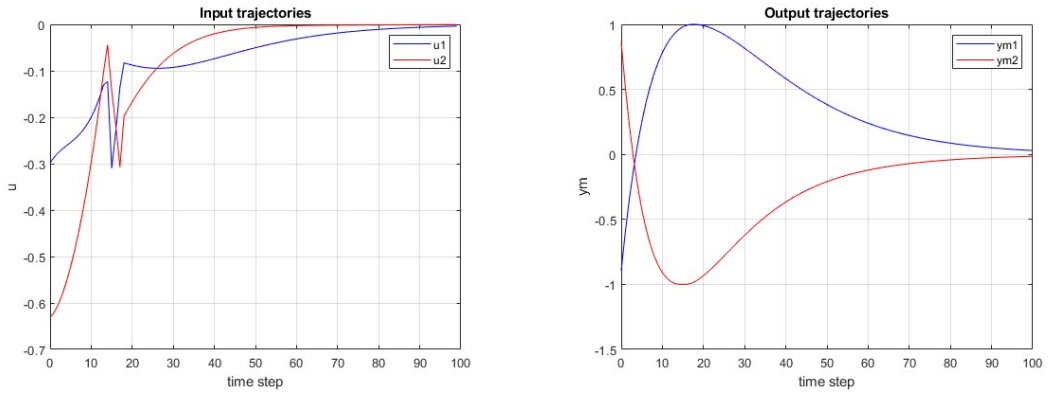 Input trajectories
0
-0.1
-0.2
-0.3
-0.4
-0.5
-0.6
-0.7
u
u1
u2
0 10 20 30 40 50 60 70 80 90 100
time step
Output trajectories
1
0.5
0
-0.5
-1
-1.5
ym
ym1
ym2
0 10 20 30 40 50 60 70 80 90 100
time step